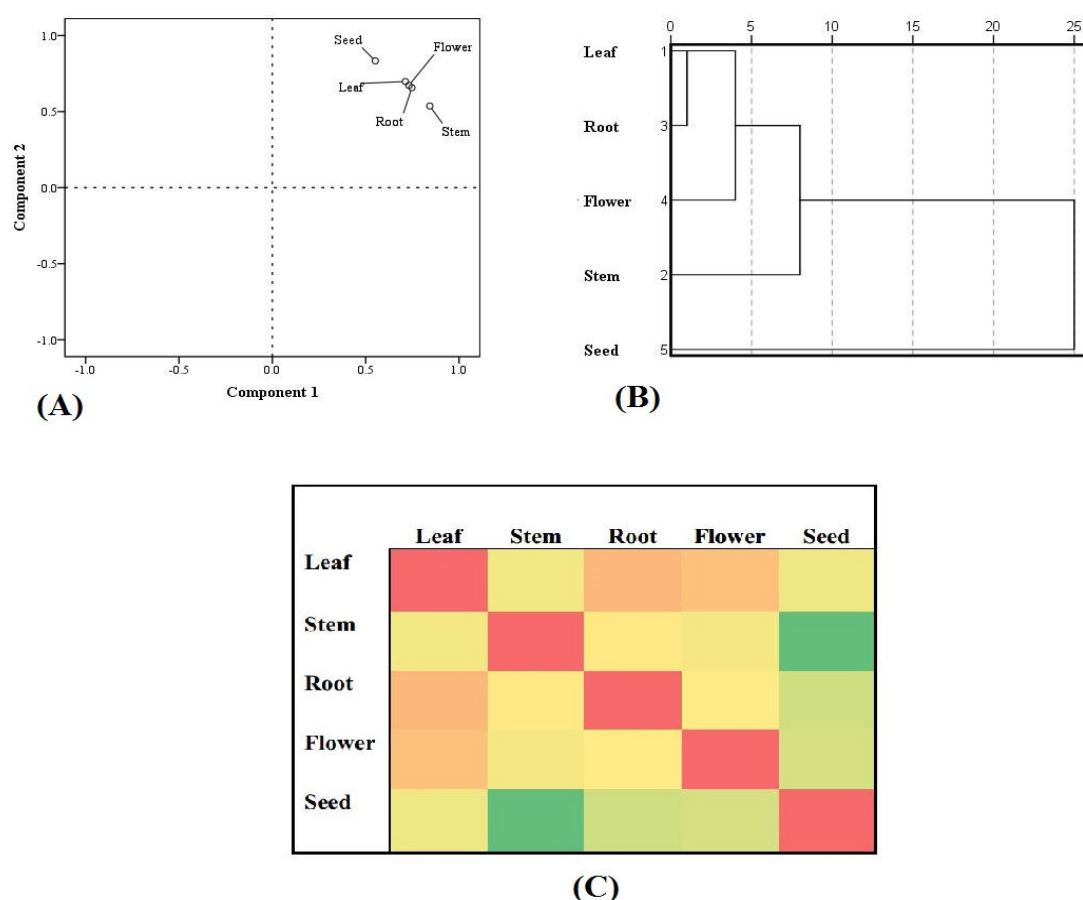 1.0
0.5
0.0
-0.5
-1.0
Component 2
Seed
Flower
Leaf
Root
Stem
-1.0 -0.5 0.0 0.5 1.0
Component 1
(A)
0 5 10 15 20 25
Leaf 1
Root 3
Flower 4
Stem 2
Seed 5
(B)
Leaf Stem Root Flower Seed
Leaf
Stem
Root
Flower
Seed
(C)